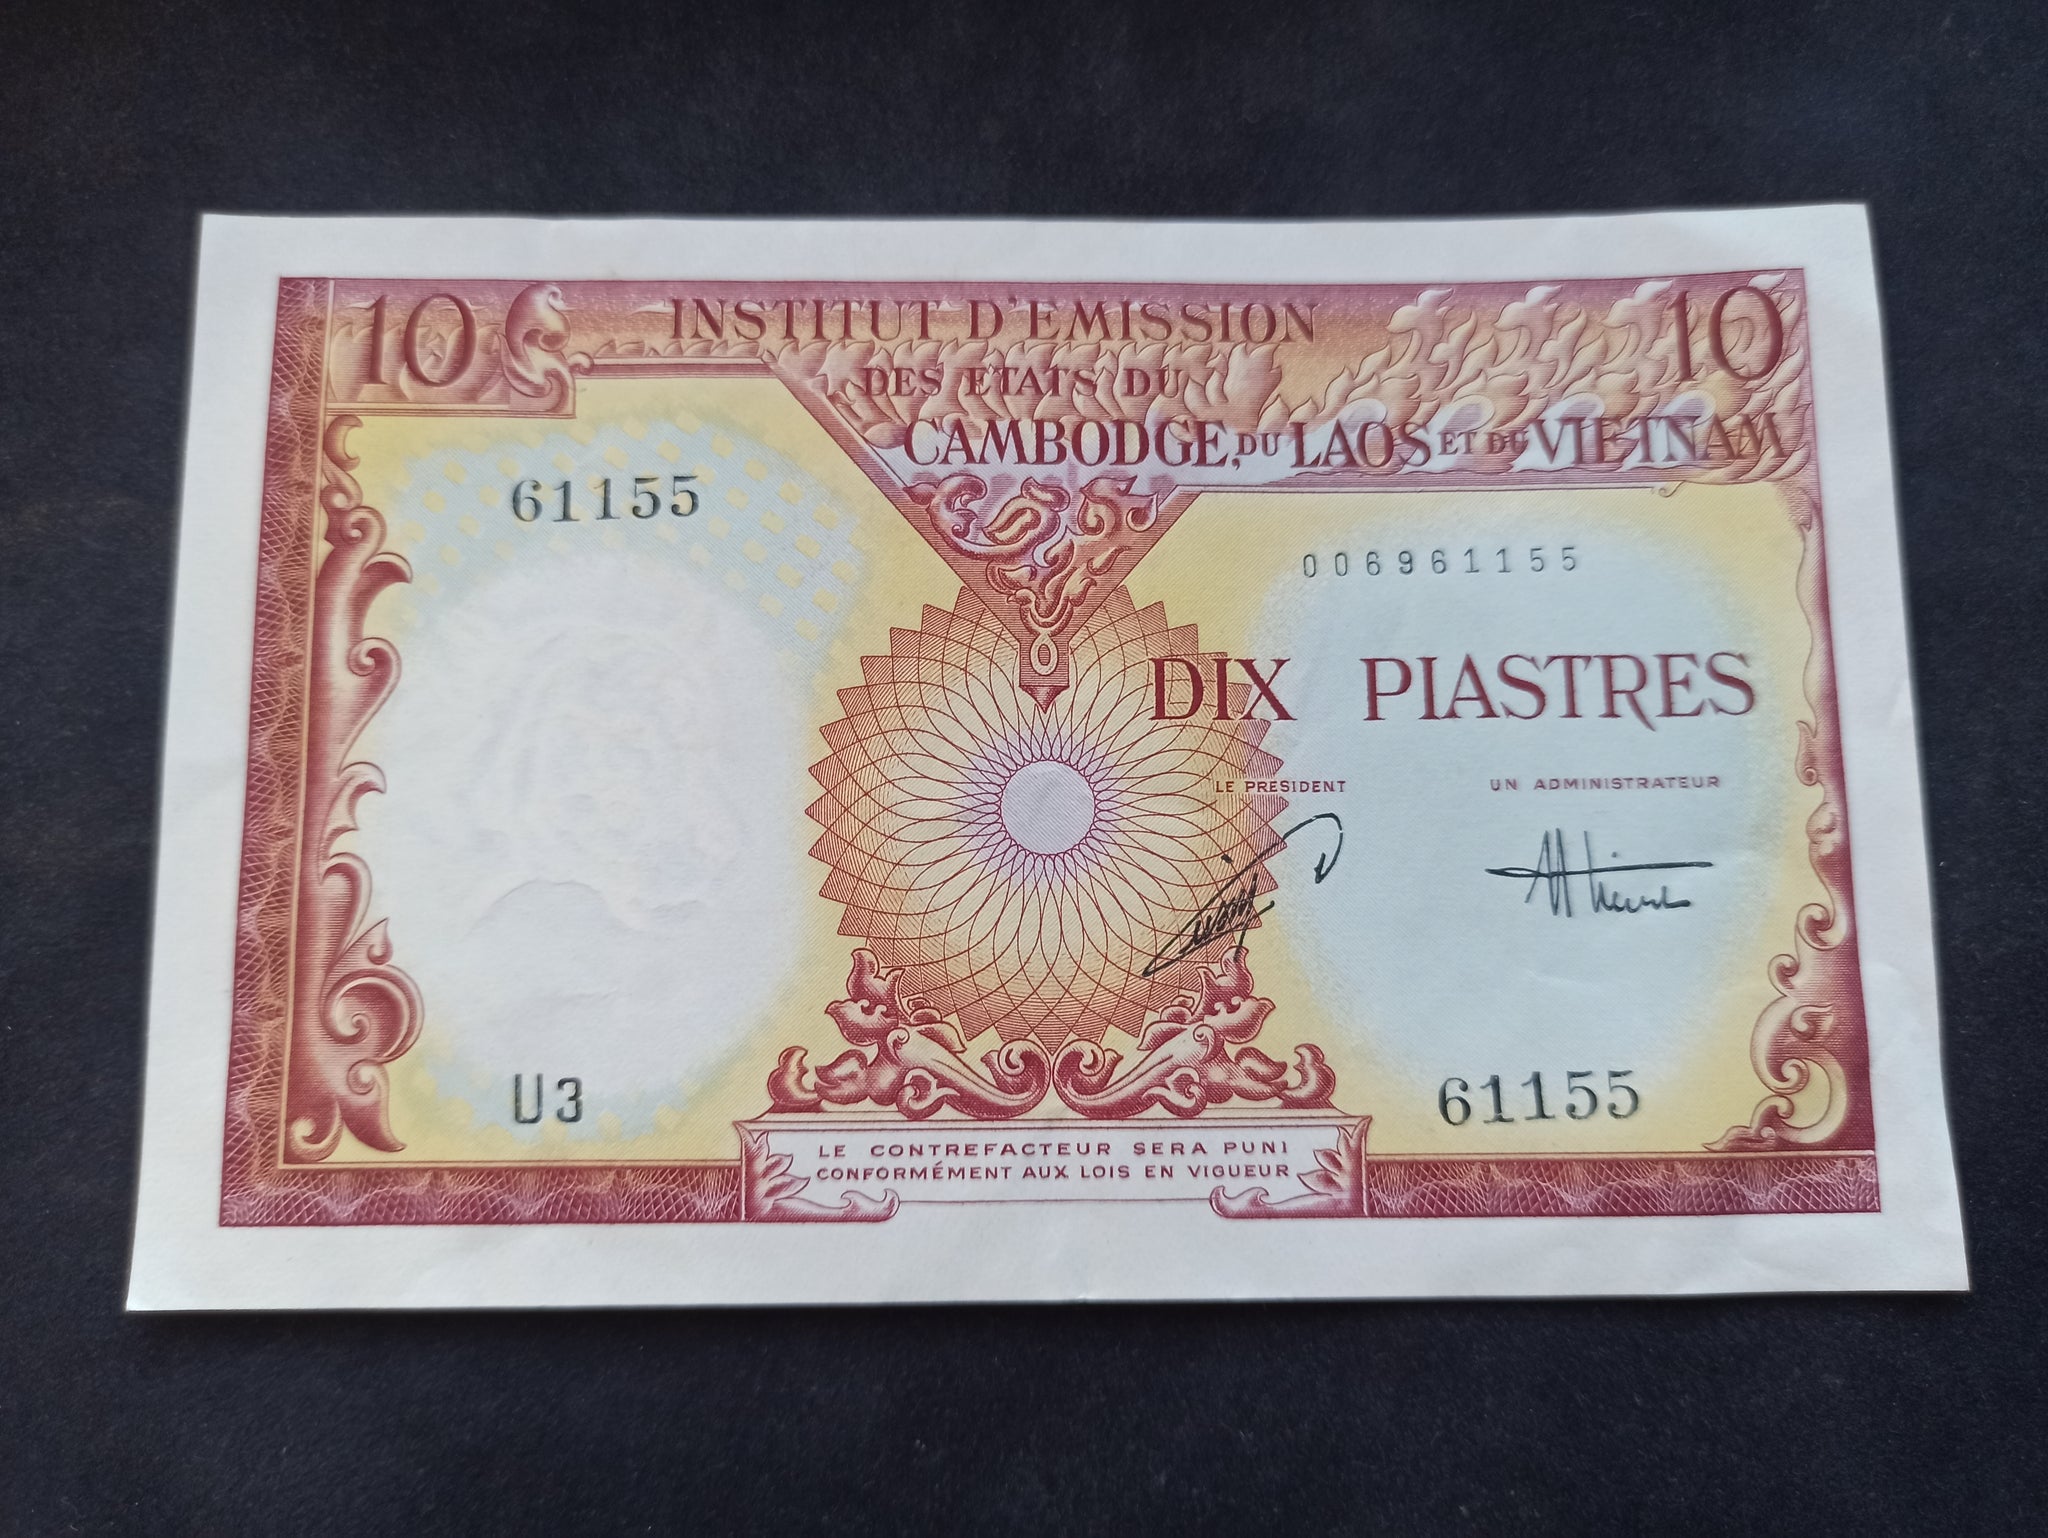 10 INSTITUT D'EMISSION 10
DES ETATS DU
CAMBODGE, DU LAOS ET DU VIETNAM
61155
006961155
DIX PIASTRES
LE PRESIDENT UN ADMINISTRATEUR
U3
61155
LE CONTREFACTEUR SERA PUNI
CONFORMÉMENT AUX LOIS EN VIGUEUR